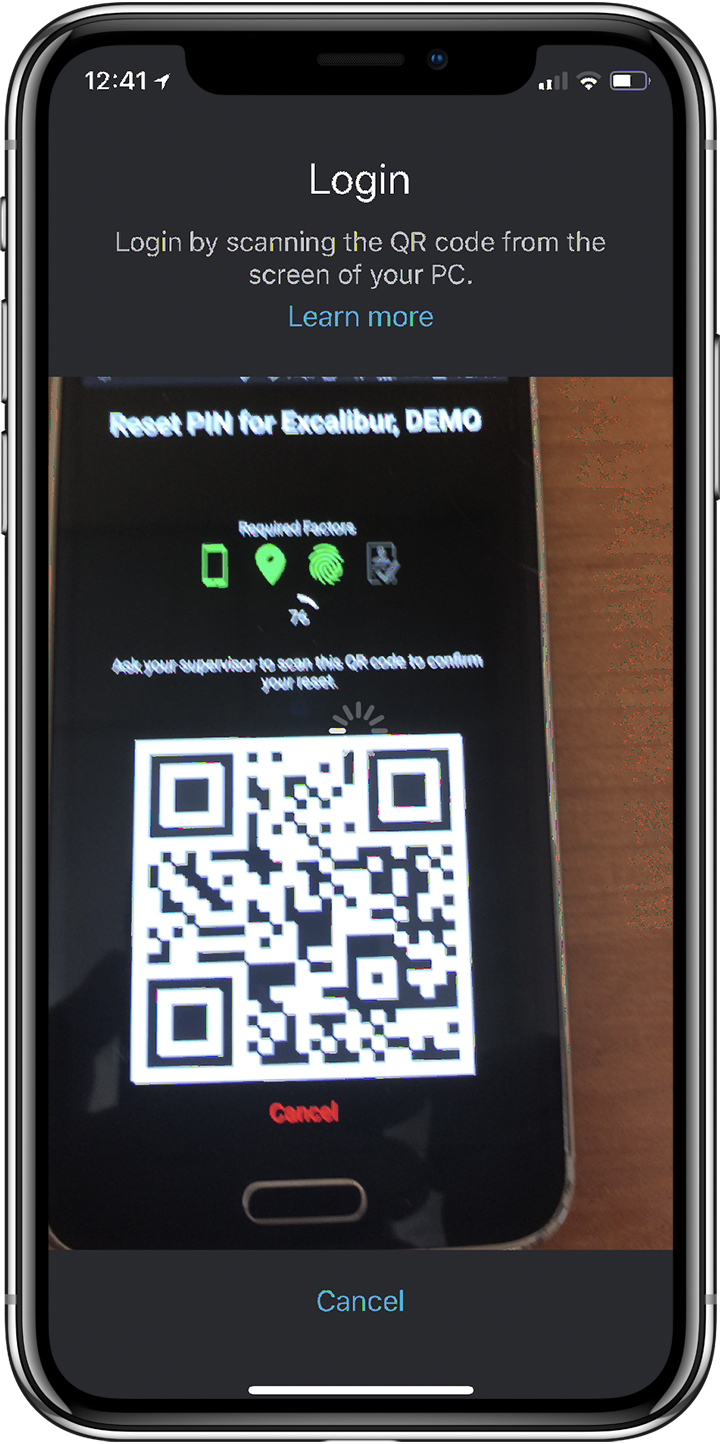 12:41
Login
Login by scanning the QR code from the
screen of your PC.
Learn more
Reset PIN for Excalibur, DEMO
Required Factors
76
Ask your supervisor to scan this QR code to confirm
your reset.
Cancel
Cancel